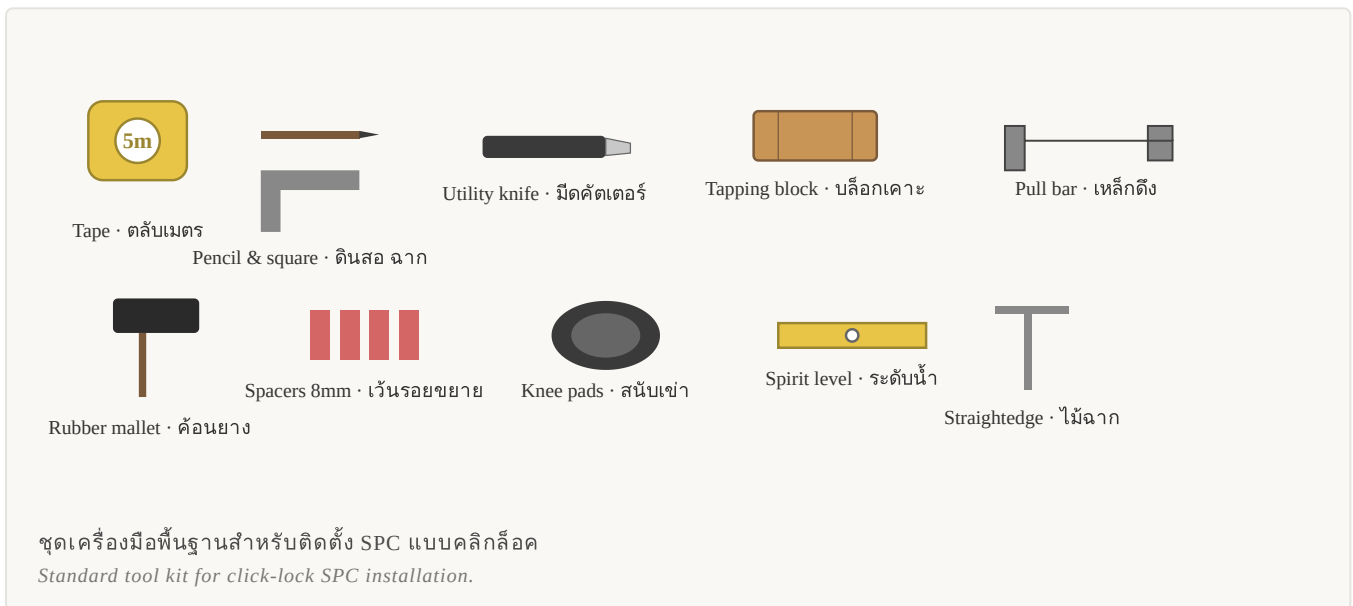 5m
Tape · ตลับเมตร
Pencil & square · ดินสอ ฉาก
Utility knife · มีดคัตเตอร์
Tapping block · บล็อกเคาะ
Pull bar · เหล็กดึง
Rubber mallet · ค้อนยาง
Spacers 8mm · เว้นรอยขยาย
Knee pads · สนับเข่า
Spirit level · ระดับน้ำ
Straightedge · ไม้ฉาก
ชุดเครื่องมือพื้นฐานสำหรับติดตั้ง SPC แบบคลิกล็อค
Standard tool kit for click-lock SPC installation.